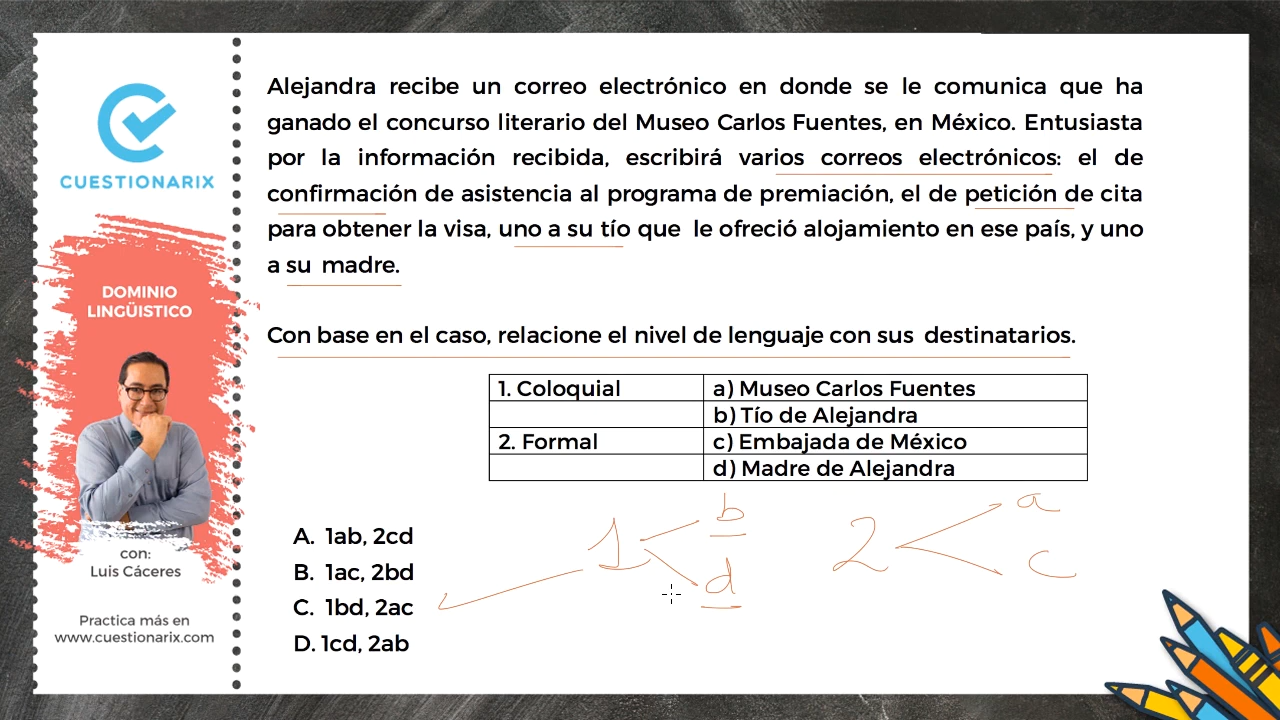 CUESTIONARIX
DOMINIO
LINGÜISTICO
con:
Luis Cáceres
Practica más en
www.cuestionarix.com
Alejandra recibe un correo electrónico en donde se le comunica que ha
ganado el concurso literario del Museo Carlos Fuentes, en México. Entusiasta
por la información recibida, escribirá varios correos electrónicos: el de
confirmación de asistencia al programa de premiación, el de petición de cita
para obtener la visa, uno a su tío que le ofreció alojamiento en ese país, y uno
a su madre.
Con base en el caso, relacione el nivel de lenguaje con sus destinatarios.
1. Coloquial a) Museo Carlos Fuentes
b) Tío de Alejandra
2. Formal c) Embajada de México
d) Madre de Alejandra
A. 1ab, 2cd
B. 1ac, 2bd
C. 1bd, 2ac
D. 1cd, 2ab
1 b
d
2 a
c